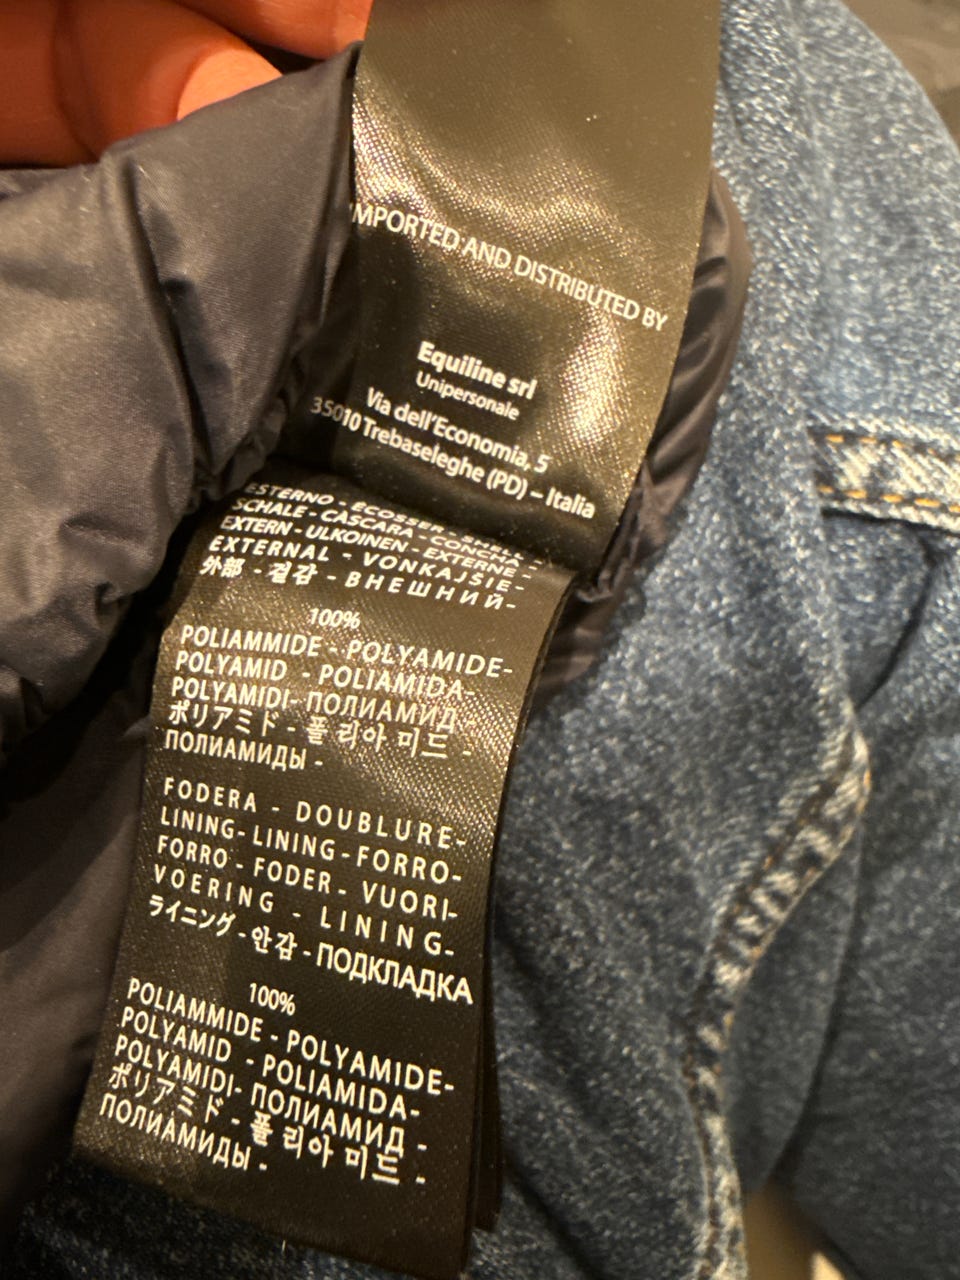 IMPORTED AND DISTRIBUTED BY
Equiline srl
Unipersonale
Via dell'Economia, 5
35010 Trebaseleghe (PD) – Italia
ESTERNO - ECOSSER - SHELL
SCHALE - CÁSCARA - CONCHA -
EXTERN - ULKOINEN - EXTERNE -
EXTERNAL - VONKAJSIE-
外部 - 겉감 - ВНЕШНИЙ-
100%
POLIAMMIDE - POLYAMIDE-
POLYAMID - POLIAMIDA-
POLYAMIDI- ПОЛИАМИД -
ポリアミド - 폴리아미드 -
ПОЛИАМИДЫ -
FODERA - DOUBLURE-
LINING- LINING-FORRO-
FORRO - FODER - VUORI-
VOERING - LINING-
ライニング - 안감 - ПОДКЛАДКА
100%
POLIAMMIDE - POLYAMIDE-
POLYAMID - POLIAMIDA-
POLYAMIDI- ПОЛИАМИД -
ポリアミド - 폴리아미드 -
ПОЛИАМИДЫ -